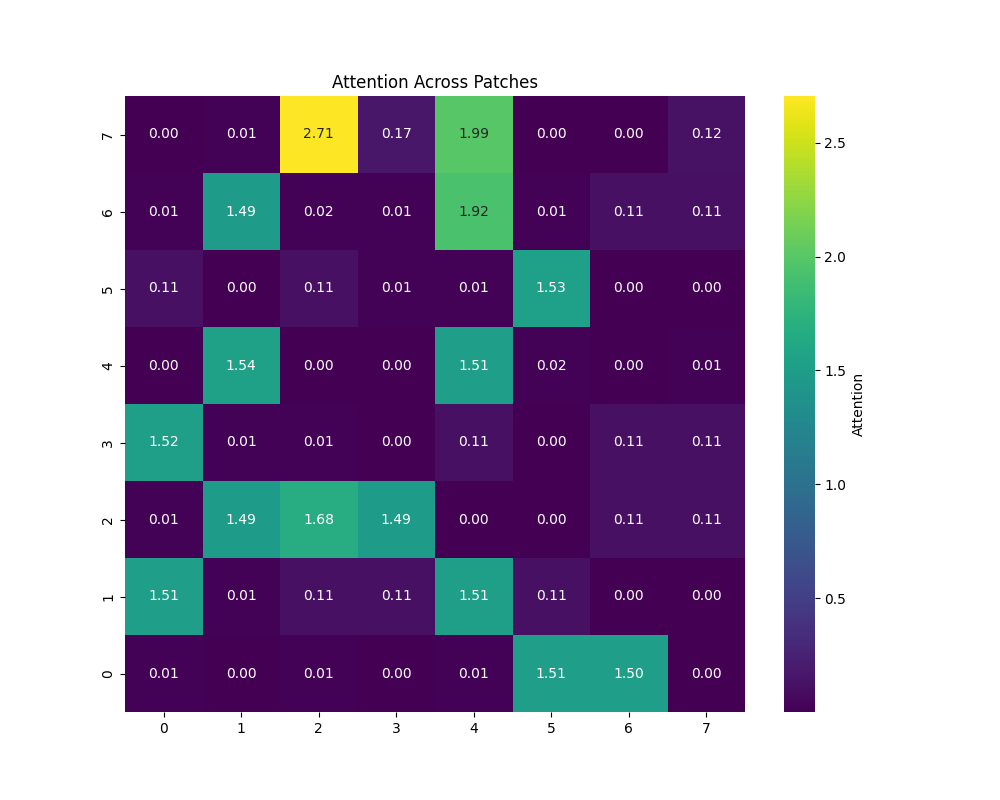 Attention Across Patches
7 0.00 0.01 2.71 0.17 1.99 0.00 0.00 0.12
6 0.01 1.49 0.02 0.01 1.92 0.01 0.11 0.11
5 0.11 0.00 0.11 0.01 0.01 1.53 0.00 0.00
4 0.00 1.54 0.00 0.00 1.51 0.02 0.00 0.01
3 1.52 0.01 0.01 0.00 0.11 0.00 0.11 0.11
2 0.01 1.49 1.68 1.49 0.00 0.00 0.11 0.11
1 1.51 0.01 0.11 0.11 1.51 0.11 0.00 0.00
0 0.01 0.00 0.01 0.00 0.01 1.51 1.50 0.00
0 1 2 3 4 5 6 7
2.5
2.0
1.5
1.0
0.5
Attention